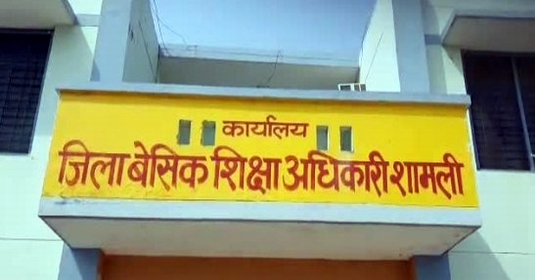 कार्यालय
जिला बेसिक शिक्षा अधिकारी शामली